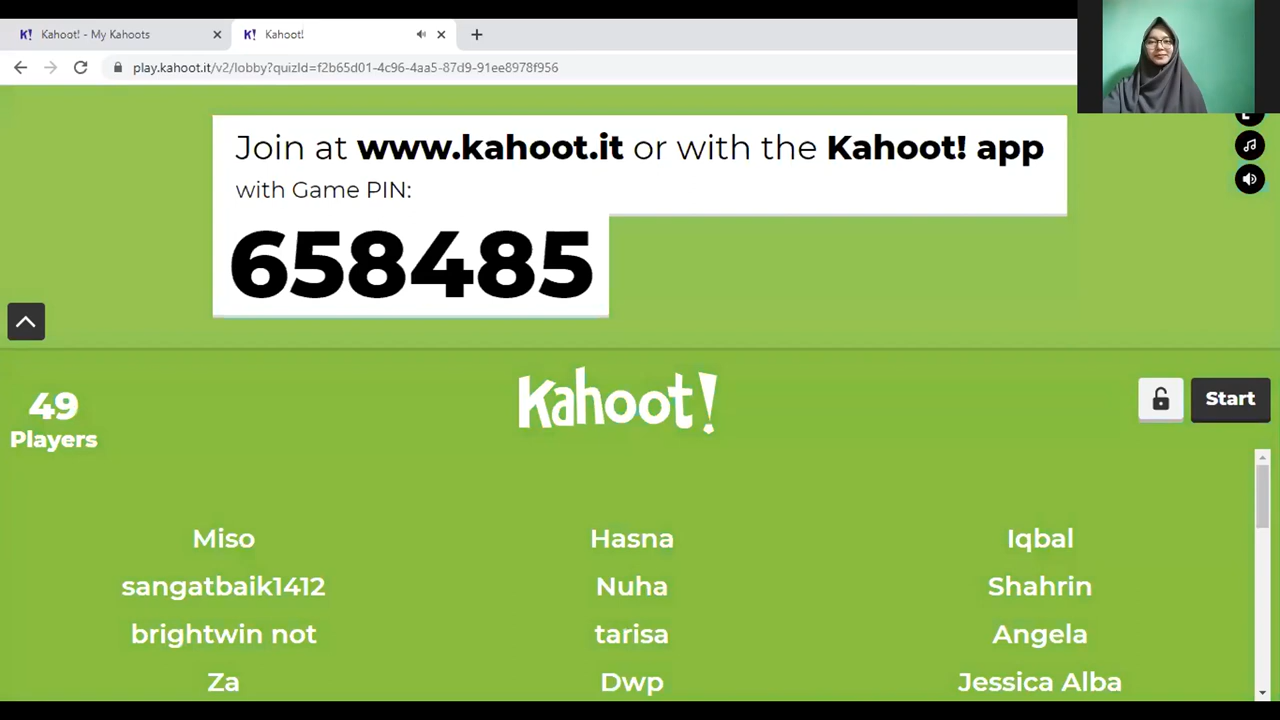 Kahoot! - My Kahoots
Kahoot!
play.kahoot.it/v2/lobby?quizId=f2b65d01-4c96-4aa5-87d9-91ee8978f956
Join at www.kahoot.it or with the Kahoot! app
with Game PIN:
658485
49
Players
Kahoot!
Start
Miso Hasna Iqbal
sangatbaik1412 Nuha Shahrin
brightwin not tarisa Angela
Za Dwp Jessica Alba